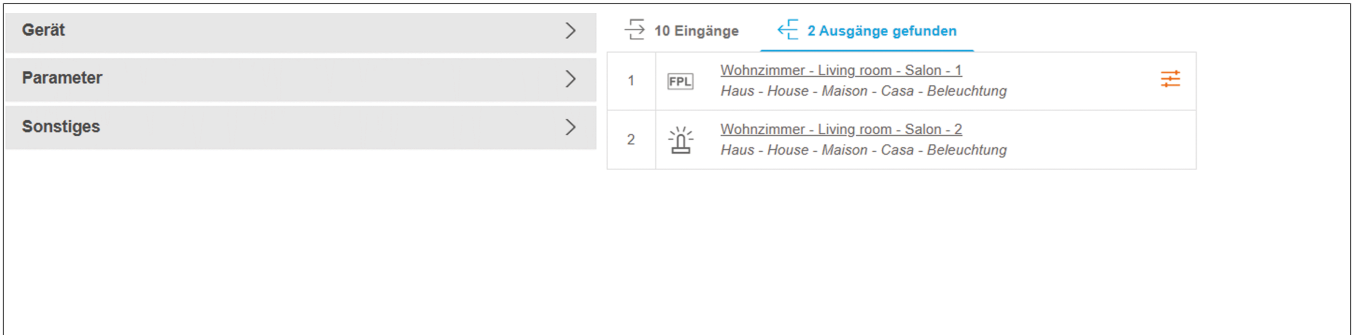 Gerät
Parameter
Sonstiges
10 Eingänge
2 Ausgänge gefunden
1
FPL
Wohnzimmer - Living room - Salon - 1
Haus - House - Maison - Casa - Beleuchtung
2
Wohnzimmer - Living room - Salon - 2
Haus - House - Maison - Casa - Beleuchtung